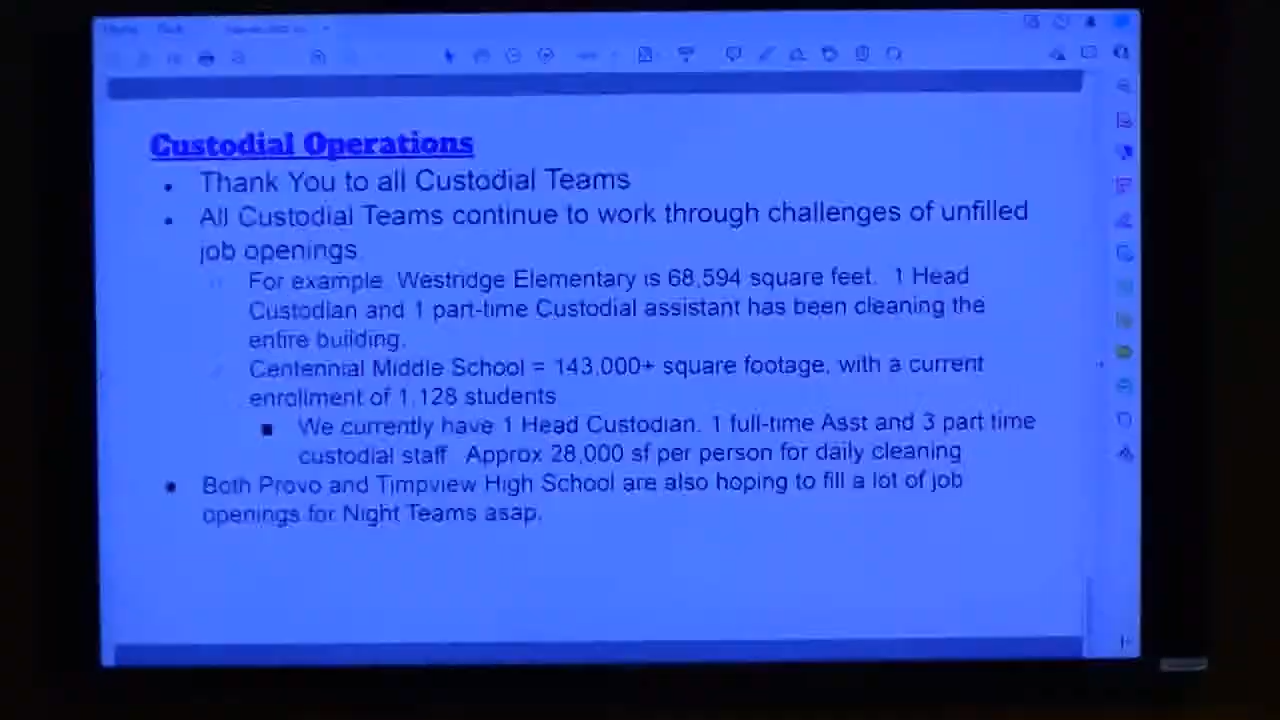 Custodial Operations
• Thank You to all Custodial Teams
• All Custodial Teams continue to work through challenges of unfilled
job openings
For example Westridge Elementary is 68,594 square feet. 1 Head
Custodian and 1 part-time Custodial assistant has been cleaning the
entire building.
Centennial Middle School = 143,000+ square footage, with a current
enrollment of 1,128 students
■ We currently have 1 Head Custodian. 1 full-time Asst and 3 part time
custodial staff Approx 28,000 sf per person for daily cleaning
• Both Provo and Timpview High School are also hoping to fill a lot of job
openings for Night Teams asap.